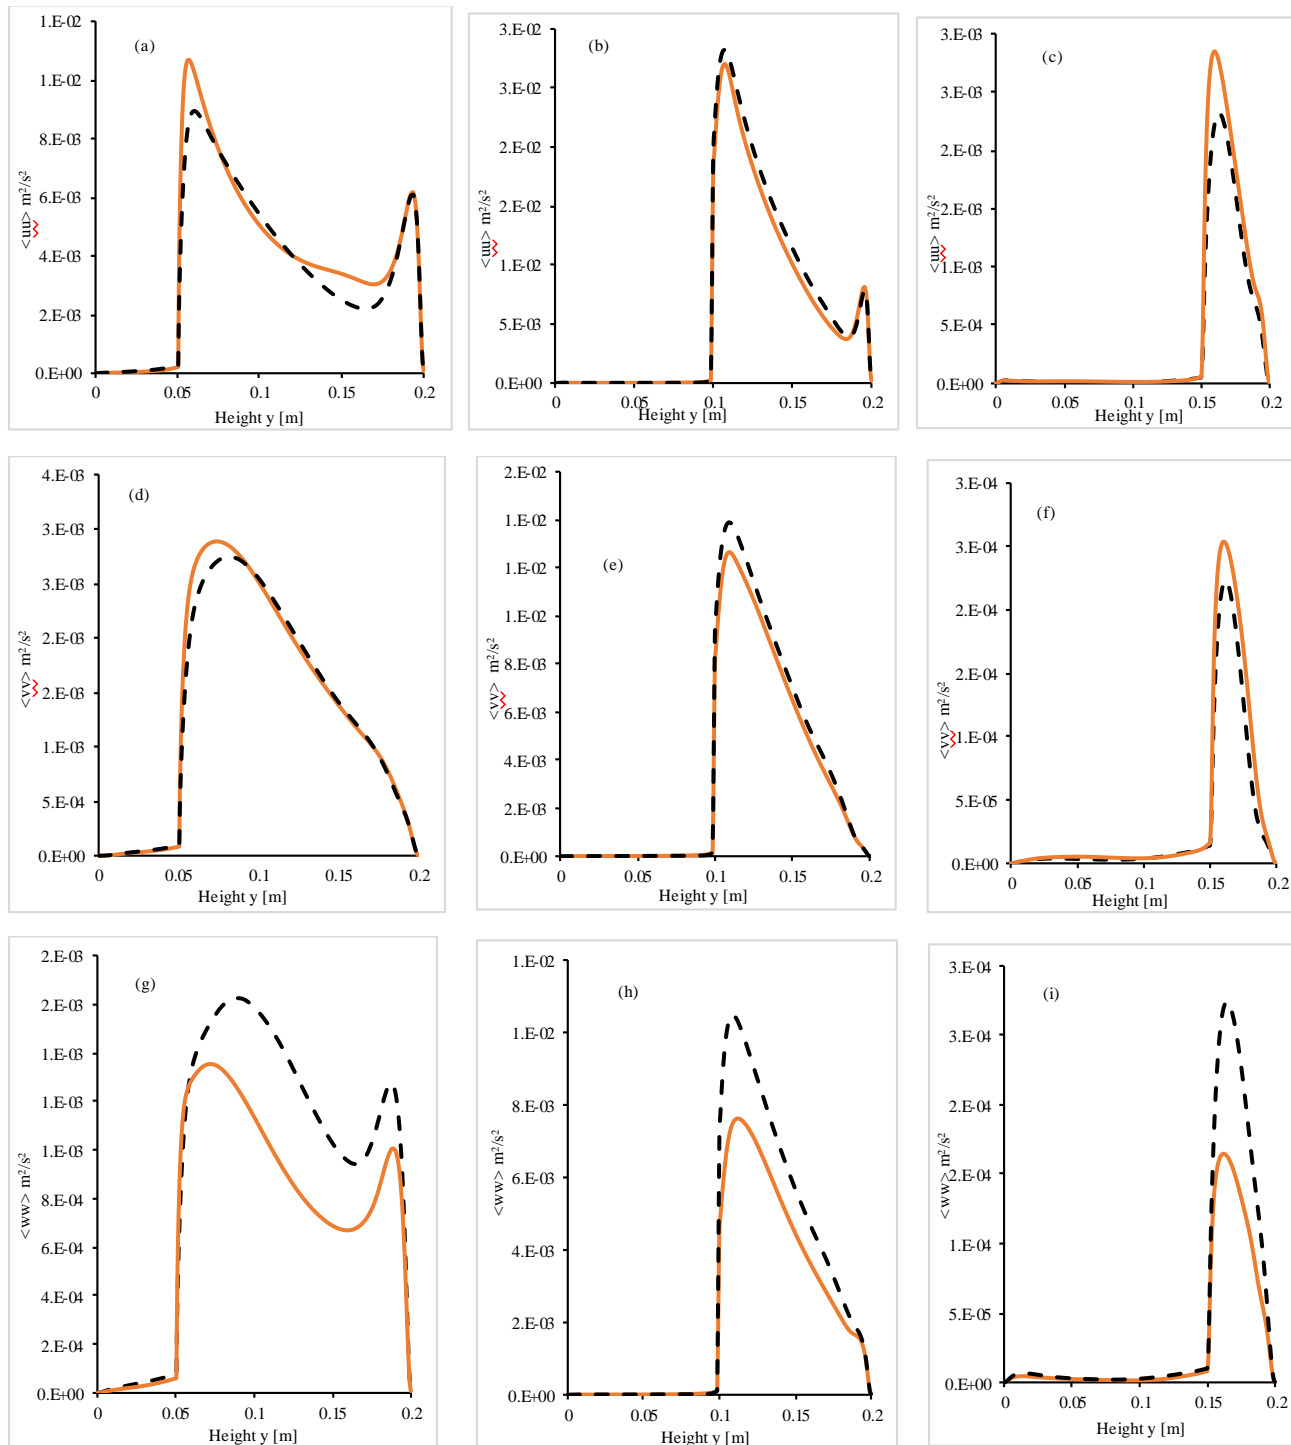 (a)
1.E-02
1.E-02
8.E-03
6.E-03
4.E-03
2.E-03
0.E+00
<uu> m²/s²
0 0.05 0.1 0.15 0.2
Height y [m]
(b)
3.E-02
3.E-02
2.E-02
2.E-02
1.E-02
5.E-03
0.E+00
<uu> m²/s²
0 0.05 0.1 0.15 0.2
Height y [m]
(c)
3.E-03
3.E-03
2.E-03
2.E-03
1.E-03
5.E-04
0.E+00
<uu> m²/s²
0 0.05 0.1 0.15 0.2
Height y [m]
(d)
4.E-03
3.E-03
3.E-03
2.E-03
2.E-03
1.E-03
5.E-04
0.E+00
<vv> m²/s²
0 0.05 0.1 0.15 0.2
Height y [m]
(e)
2.E-02
1.E-02
1.E-02
1.E-02
8.E-03
6.E-03
4.E-03
2.E-03
0.E+00
<vv> m²/s²
0 0.05 0.1 0.15 0.2
Height y [m]
(f)
3.E-04
3.E-04
2.E-04
2.E-04
1.E-04
5.E-05
0.E+00
<vv> m²/s²
0 0.05 0.1 0.15 0.2
Height [m]
(g)
2.E-03
2.E-03
1.E-03
1.E-03
1.E-03
8.E-04
6.E-04
4.E-04
2.E-04
0.E+00
<ww> m²/s²
0 0.05 0.1 0.15 0.2
Height y [m]
(h)
1.E-02
1.E-02
8.E-03
6.E-03
4.E-03
2.E-03
0.E+00
<ww> m²/s²
0 0.05 0.1 0.15 0.2
Height y [m]
(i)
3.E-04
3.E-04
2.E-04
2.E-04
1.E-04
5.E-05
0.E+00
<ww> m²/s²
0 0.05 0.1 0.15 0.2
Height y [m]